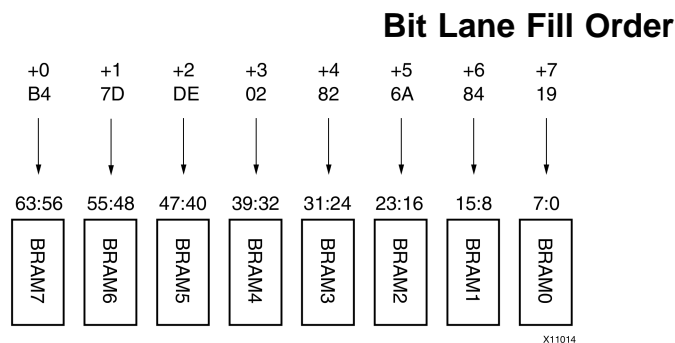 Bit Lane Fill Order
+0 +1 +2 +3 +4 +5 +6 +7
B4 7D DE 02 82 6A 84 19
63:56 55:48 47:40 39:32 31:24 23:16 15:8 7:0
BRAM7 BRAM6 BRAM5 BRAM4 BRAM3 BRAM2 BRAM1 BRAM0
X11014